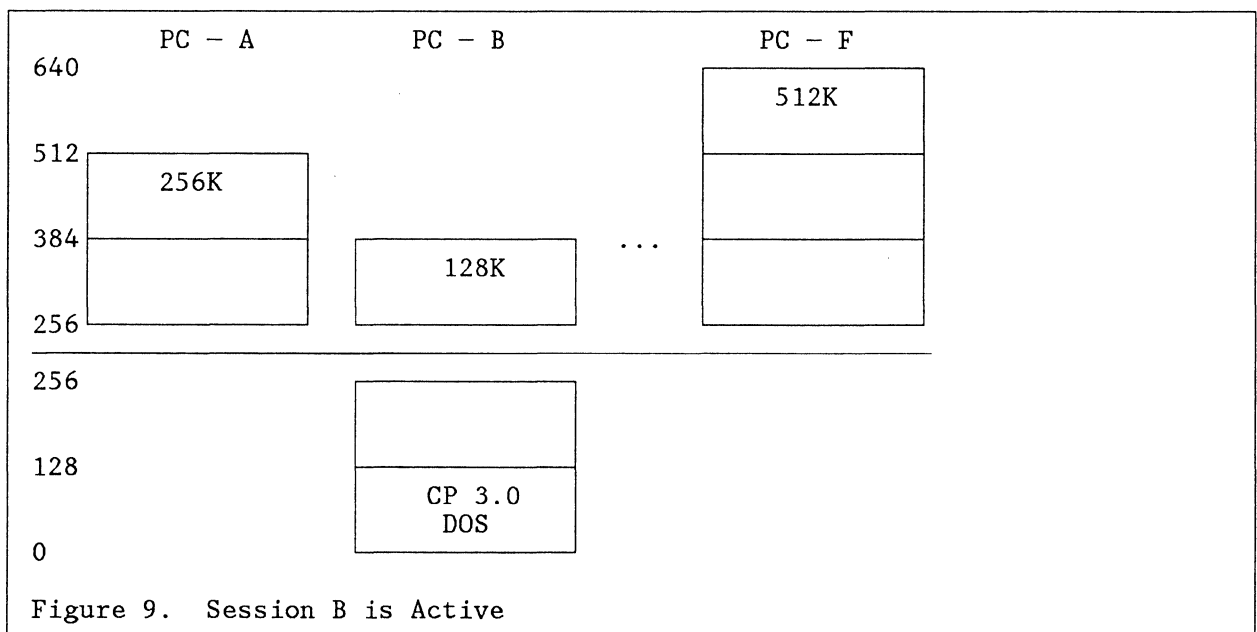 PC — A PC — B PC — F
640
512K
512
256K
384
...
128K
256
256
128
CP 3.0
DOS
0
Figure 9. Session B is Active